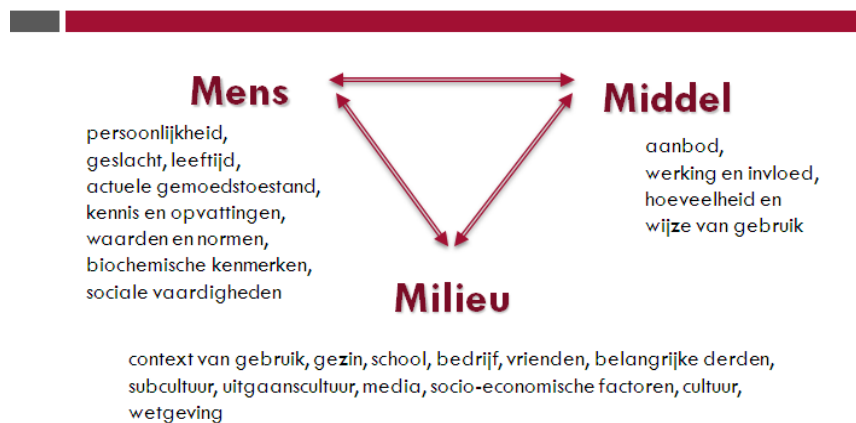 Mens
persoonlijkheid,
geslacht, leeftijd,
actuele gemoedstoestand,
kennis en opvattingen,
waarden en normen,
biochemische kenmerken,
sociale vaardigheden
Middel
aanbod,
werking en invloed,
hoeveelheid en
wijze van gebruik
Milieu
context van gebruik, gezin, school, bedrijf, vrienden, belangrijke derden,
subcultuur, uitgaanscultuur, media, socio-economische factoren, cultuur,
wetgeving